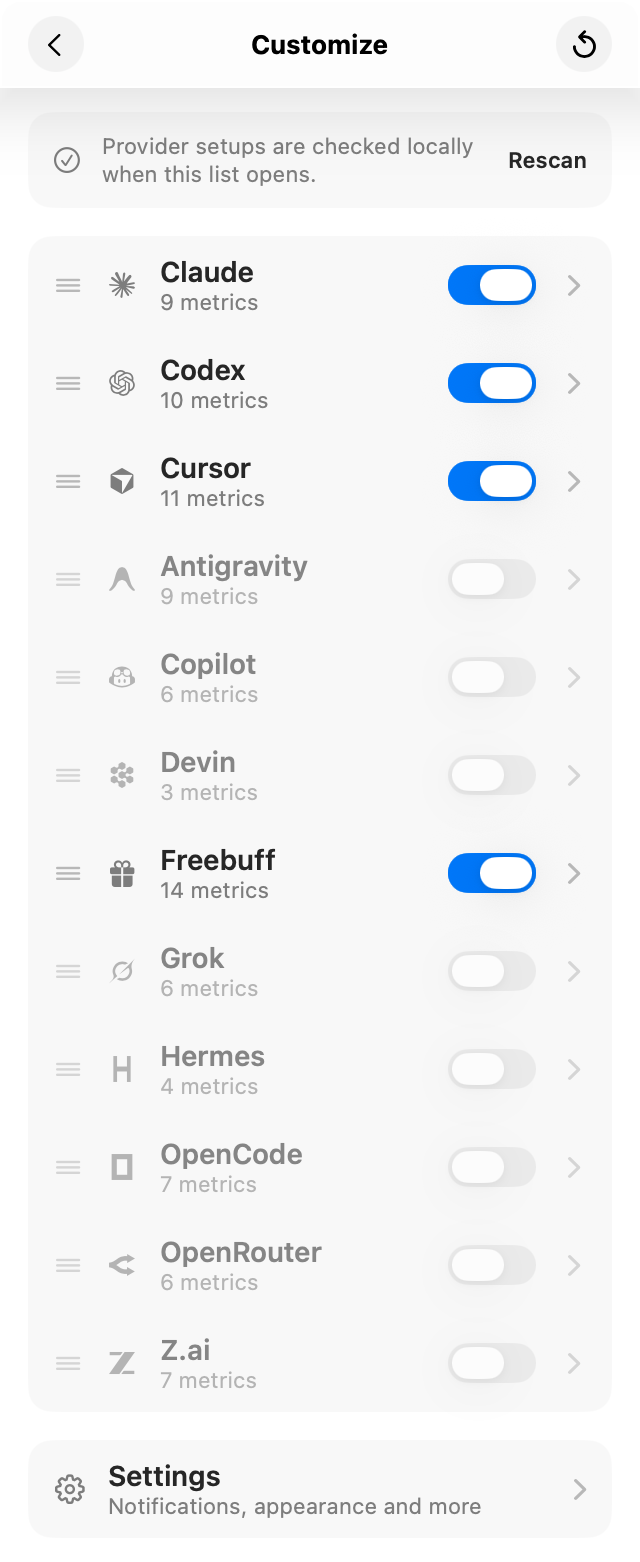 Customize
Provider setups are checked locally
when this list opens.
Rescan
Claude
9 metrics
Codex
10 metrics
Cursor
11 metrics
Antigravity
9 metrics
Copilot
6 metrics
Devin
3 metrics
Freebuff
14 metrics
Grok
6 metrics
Hermes
4 metrics
OpenCode
7 metrics
OpenRouter
6 metrics
Z.ai
7 metrics
Settings
Notifications, appearance and more